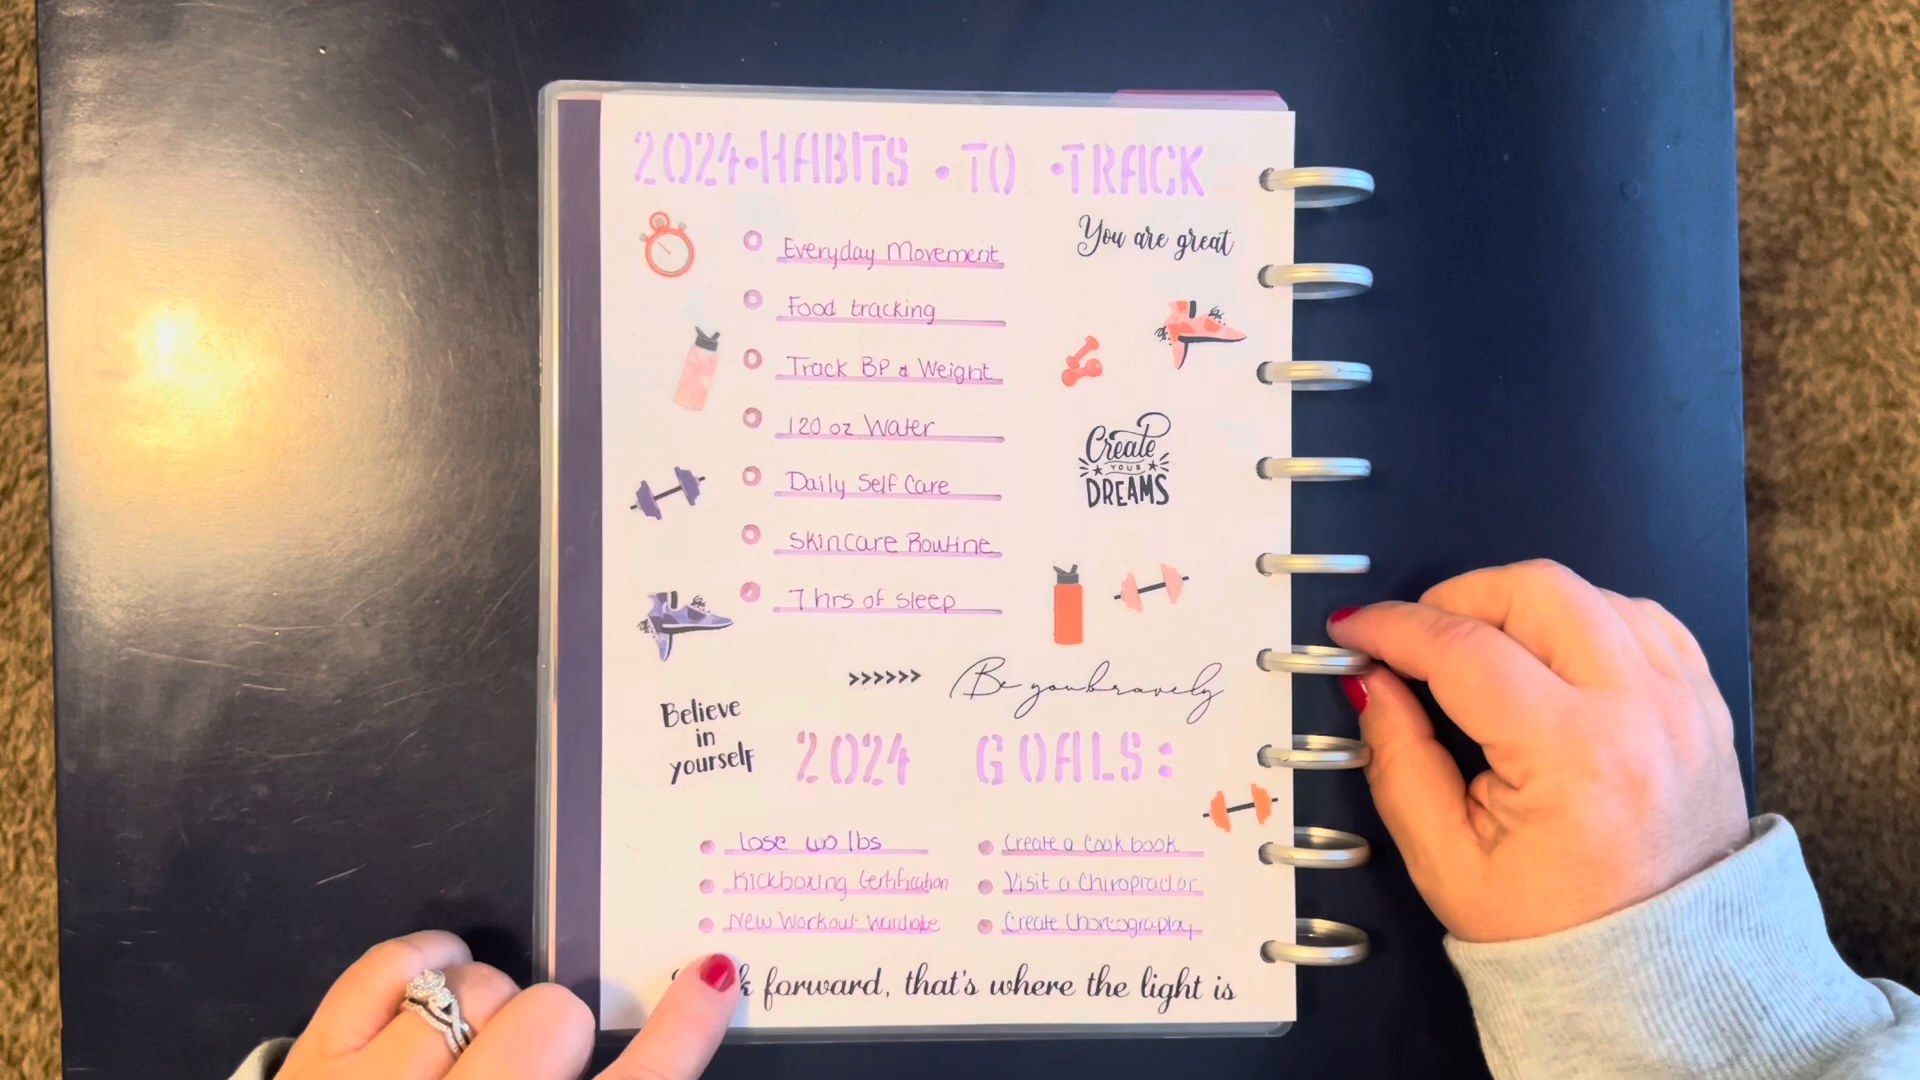 2024•HABITS • TO • TRACK
You are great
Everyday Movement
Food tracking
Track BP & Weight
120 oz Water
Create
YOUR
DREAMS
Daily Self Care
Skincare Routine
7 hrs of sleep
>>>>>>
Be you bravely
Believe
in
yourself
2024 GOALS:
Lose 100 lbs
Kickboxing Certification
New Workout Wardrobe
Create a Cook book
Visit a Chiropractor
Create Choreography
forward, that's where the light is